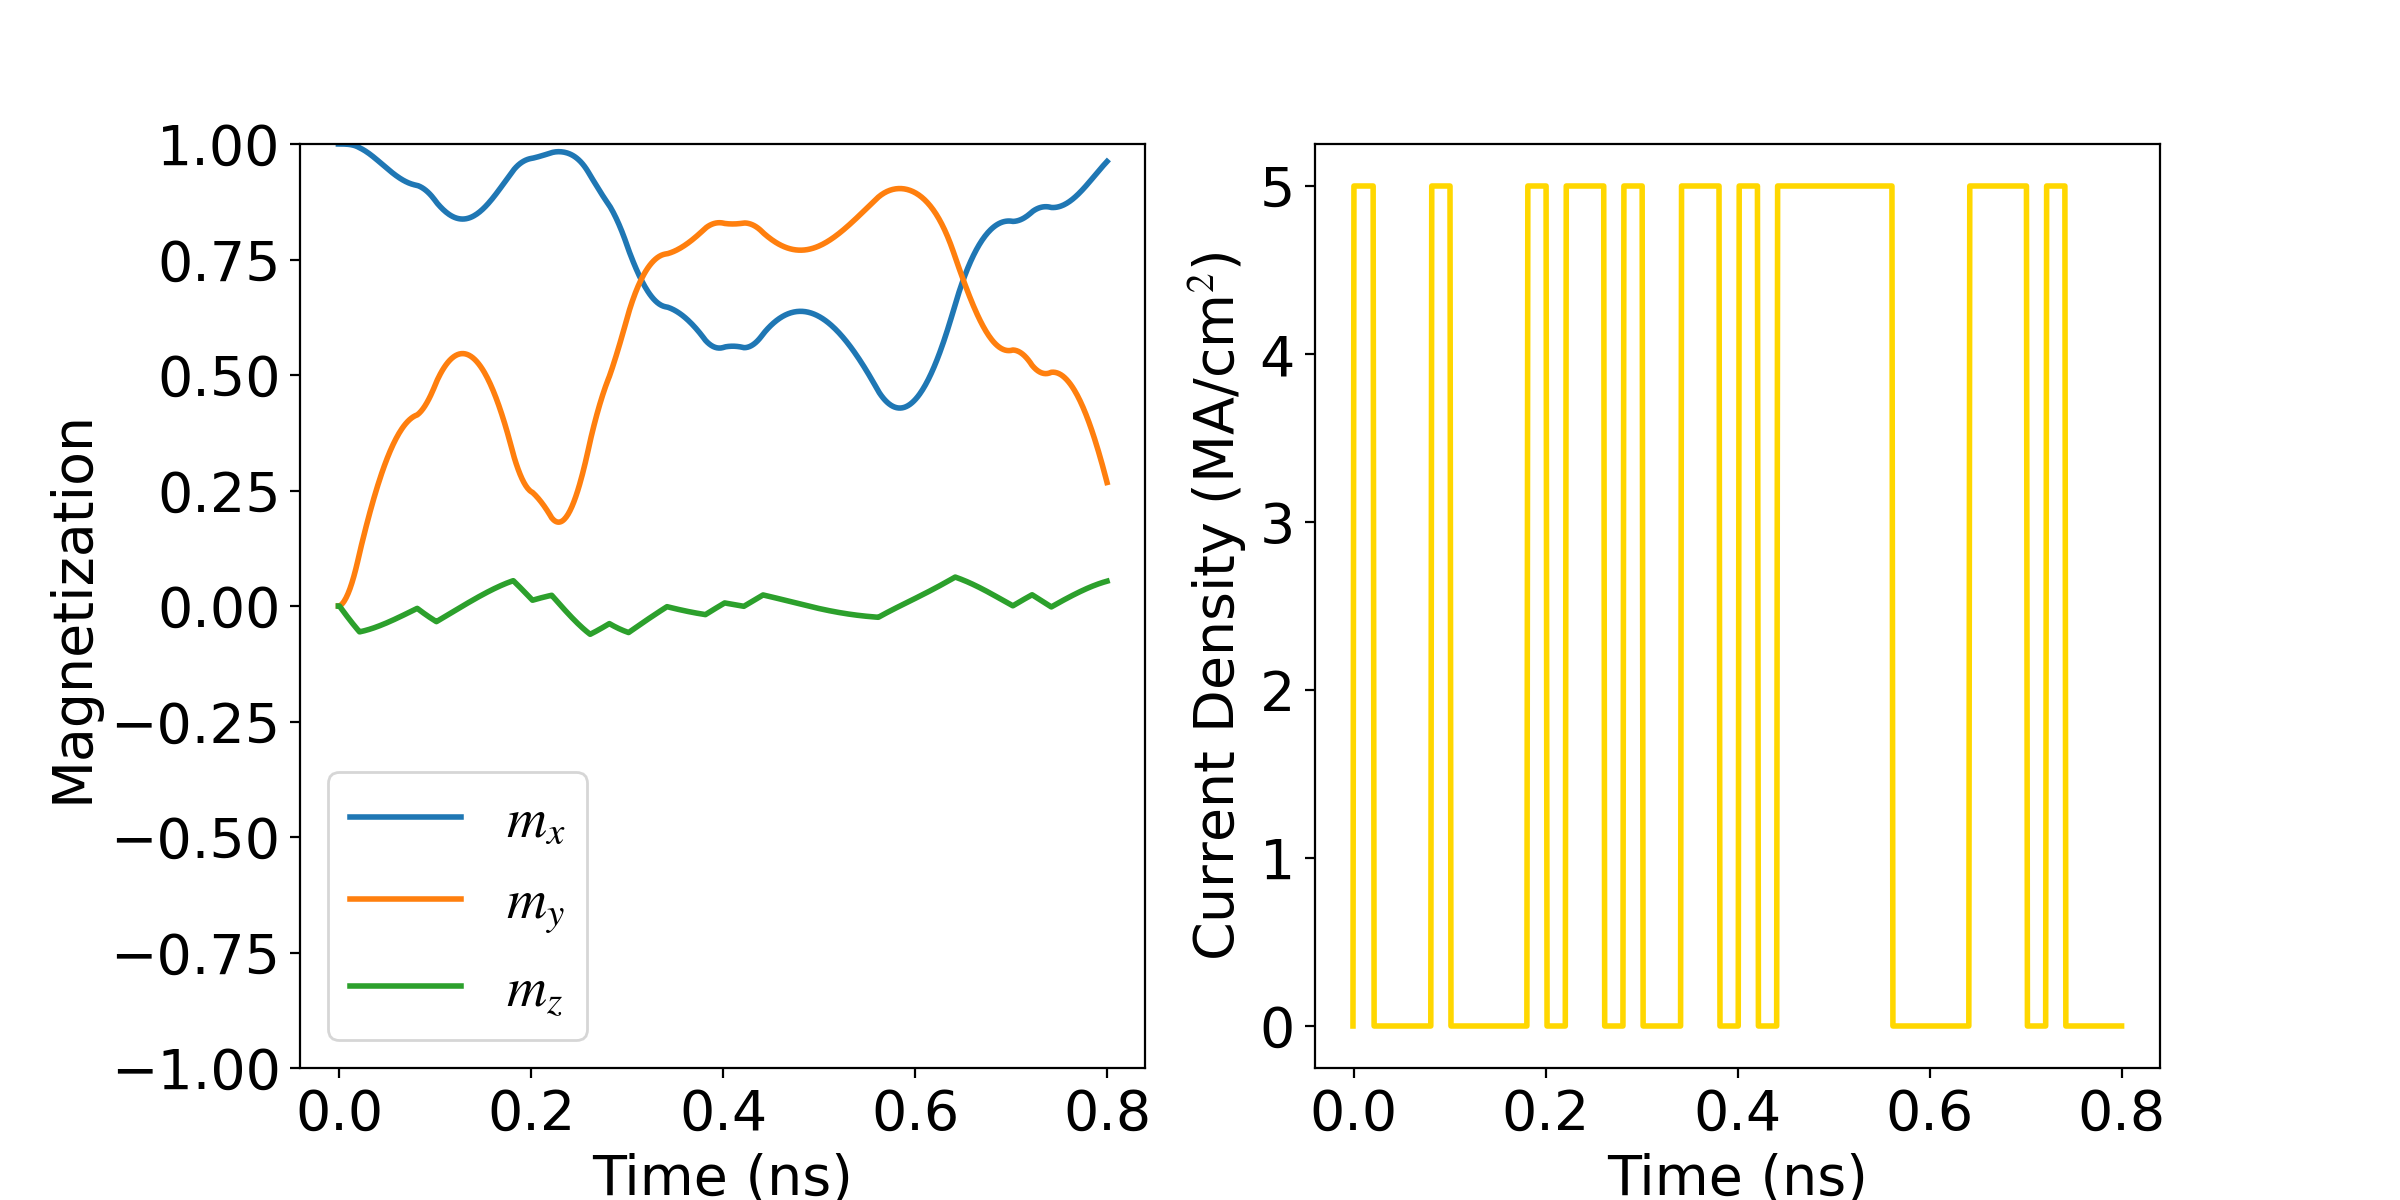 Magnetization
1.00
0.75
0.50
0.25
0.00
−0.25
−0.50
−0.75
−1.00
m_x
m_y
m_z
0.0 0.2 0.4 0.6 0.8
Time (ns)
Current Density (MA/cm²)
5
4
3
2
1
0
0.0 0.2 0.4 0.6 0.8
Time (ns)